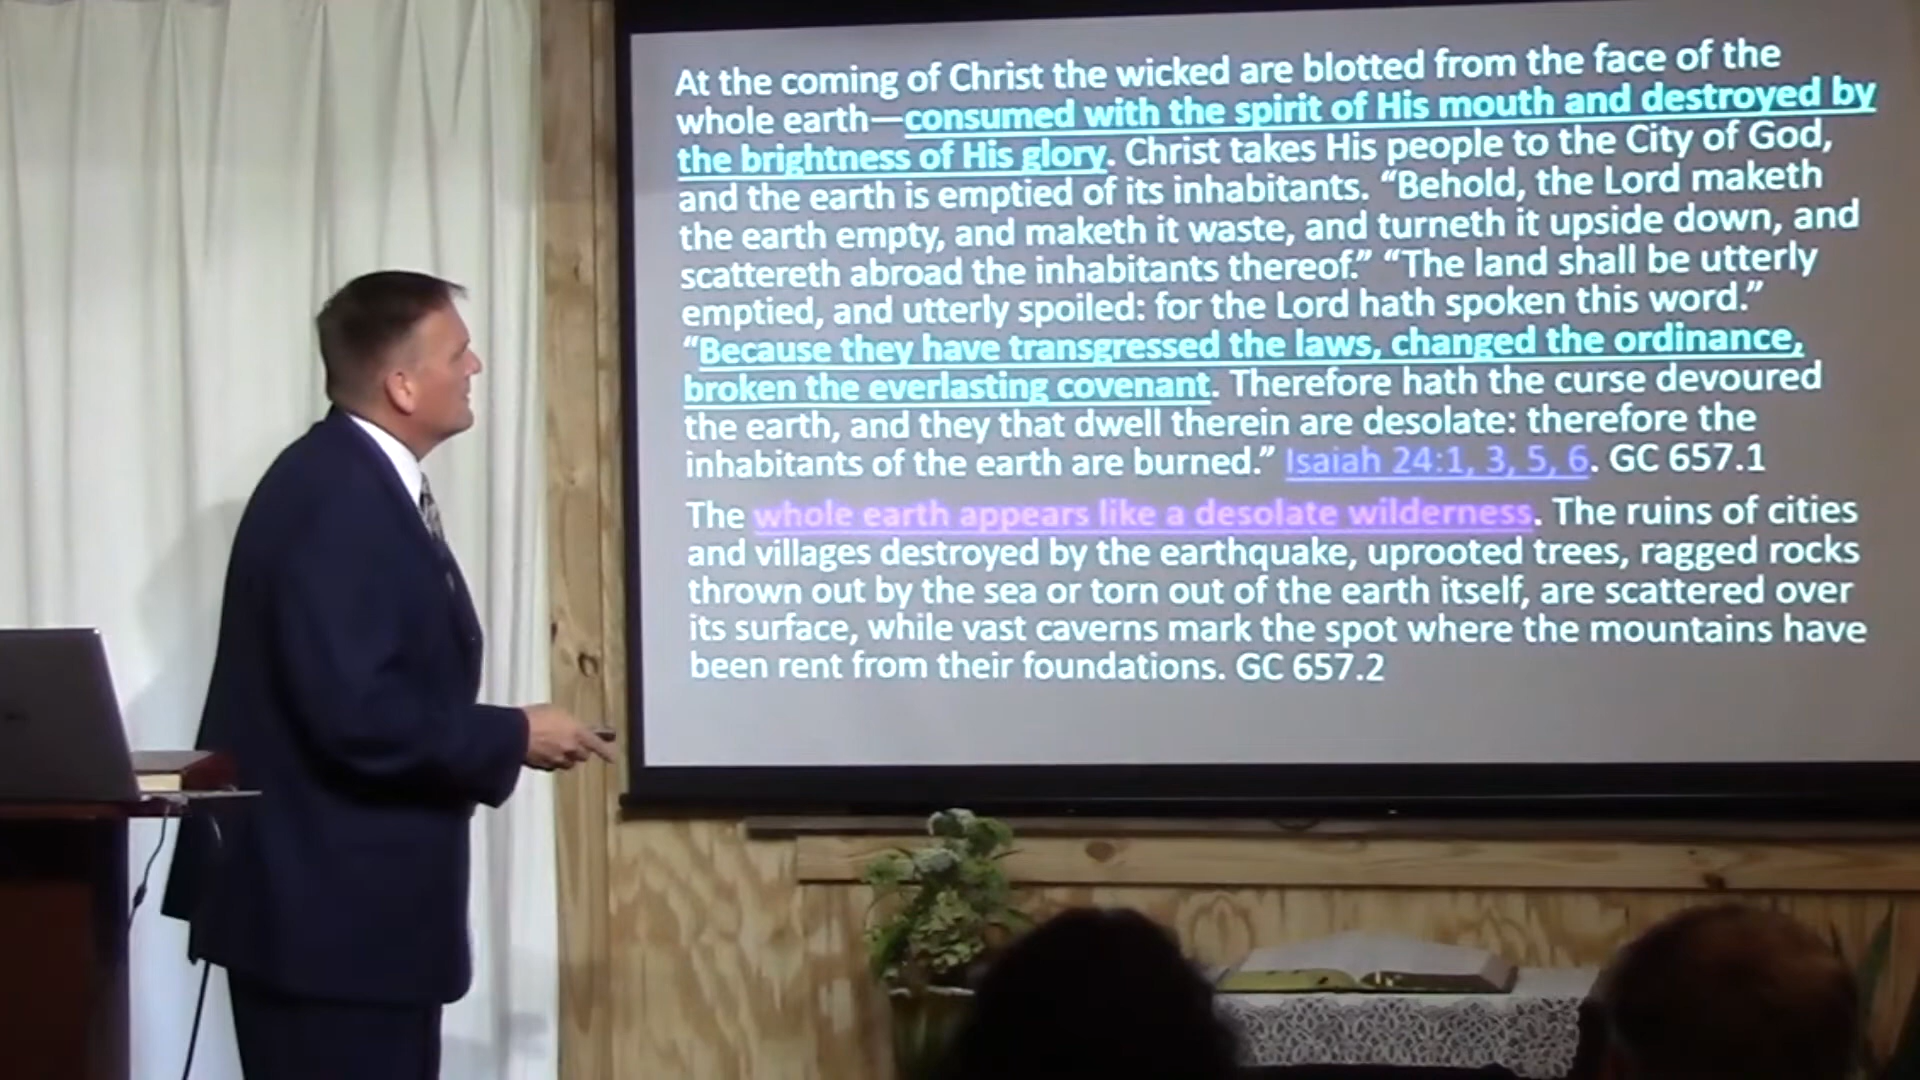 At the coming of Christ the wicked are blotted from the face of the
whole earth—consumed with the spirit of His mouth and destroyed by
the brightness of His glory. Christ takes His people to the City of God,
and the earth is emptied of its inhabitants. “Behold, the Lord maketh
the earth empty, and maketh it waste, and turneth it upside down, and
scattereth abroad the inhabitants thereof.” “The land shall be utterly
emptied, and utterly spoiled: for the Lord hath spoken this word.”
“Because they have transgressed the laws, changed the ordinance,
broken the everlasting covenant. Therefore hath the curse devoured
the earth, and they that dwell therein are desolate: therefore the
inhabitants of the earth are burned.” Isaiah 24:1, 3, 5, 6. GC 657.1
The whole earth appears like a desolate wilderness. The ruins of cities
and villages destroyed by the earthquake, uprooted trees, ragged rocks
thrown out by the sea or torn out of the earth itself, are scattered over
its surface, while vast caverns mark the spot where the mountains have
been rent from their foundations. GC 657.2